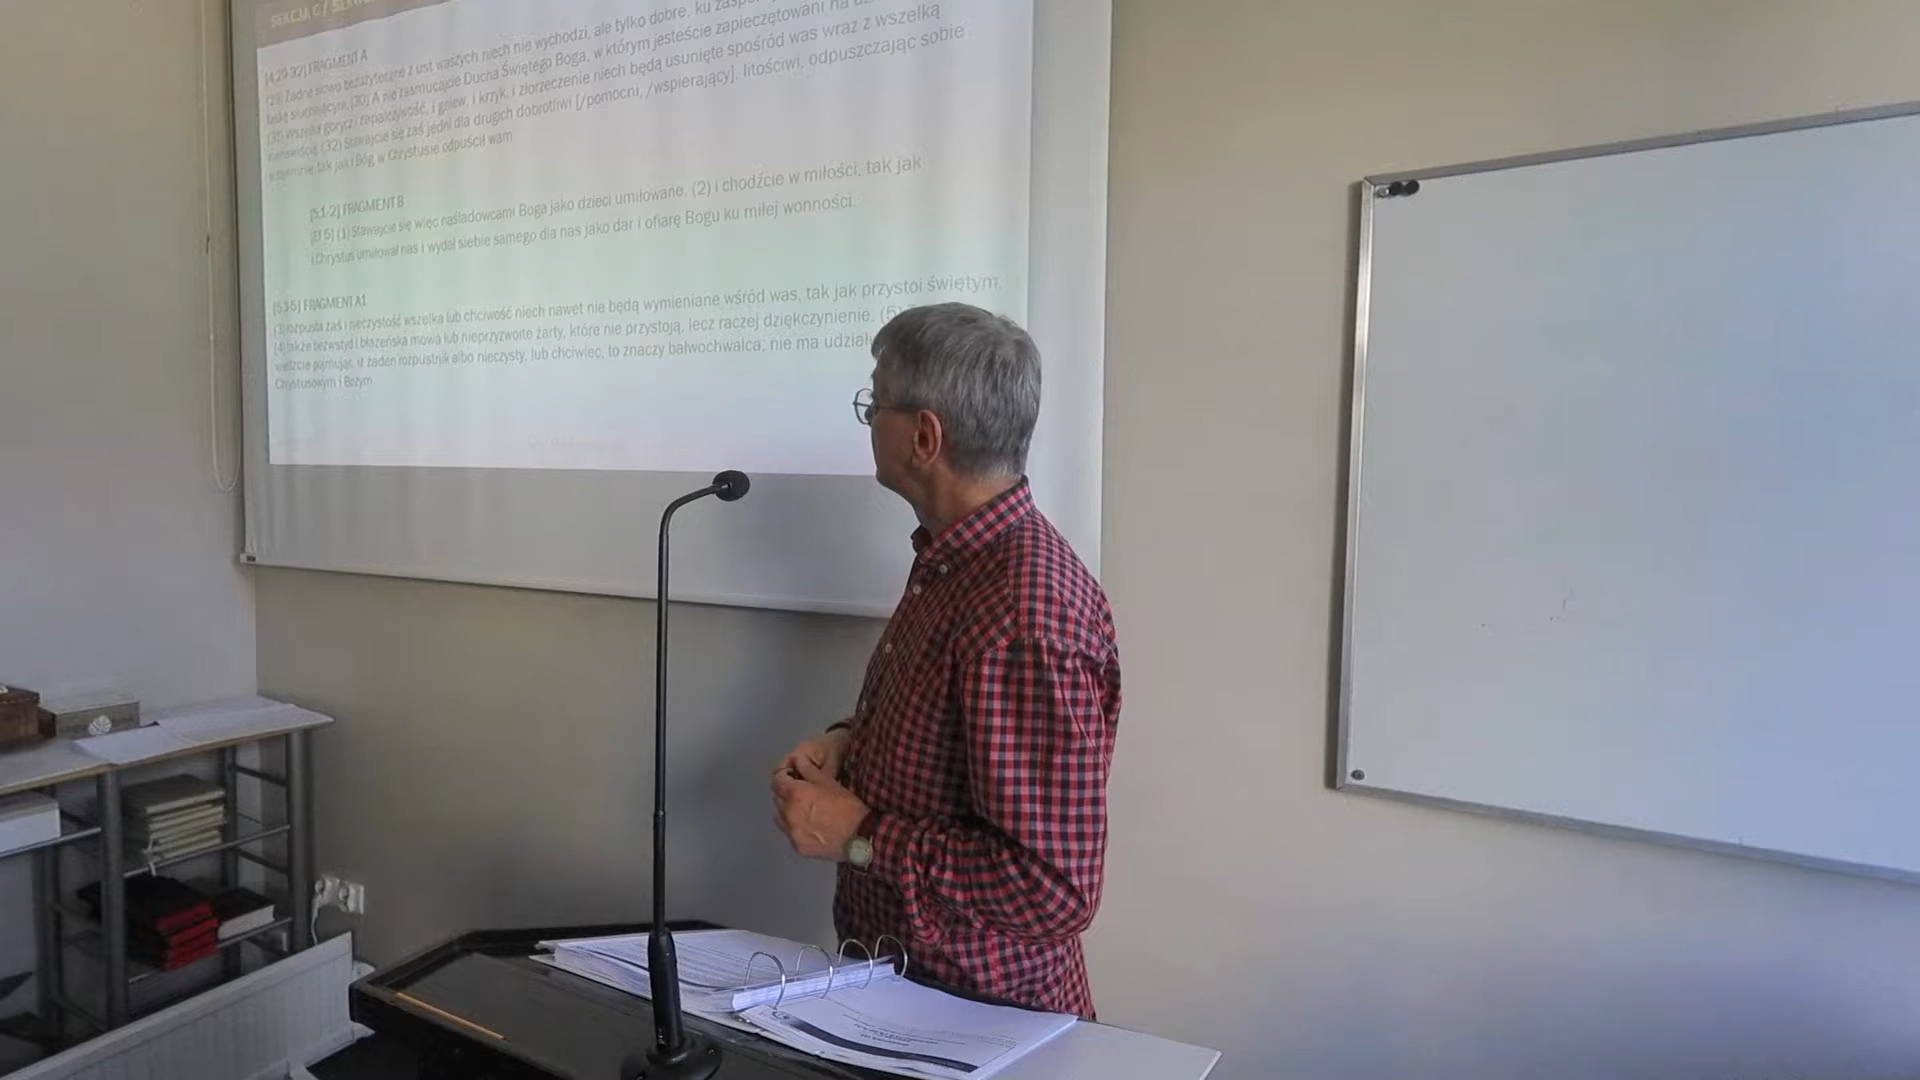 SEKCJA C /
[4.29-32] FRAGMENT A
(29) Żadne słowo bezużyteczne z ust waszych niech nie wychodzi, ale tylko dobre, ku
łaskę słuchającym. (30) A nie zasmucajcie Ducha Świętego Boga, w którym jesteście zapieczętowani na
(31) Wszelka gorycz i zapalczywość, i gniew, i krzyk, i złorzeczenie niech będą usunięte spośród was wraz z wszelką
nienawiścią. (32) Stawajcie się zaś jedni dla drugich dobrotliwi [/pomocni, /wspierający], litościwi, odpuszczając sobie
wzajemnie, tak jak i Bóg w Chrystusie odpuścił wam
[5.1-2] FRAGMENT B
[Ef 5] (1) Stawajcie się więc naśladowcami Boga jako dzieci umiłowane, (2) i chodźcie w miłości, tak jak
i Chrystus umiłował nas i wydał siebie samego dla nas jako dar i ofiarę Bogu ku miłej wonności.
[5.3-5] FRAGMENT A1
(3) rozpusta zaś i nieczystość wszelka lub chciwość niech nawet nie będą wymieniane wśród was, tak jak przystoi świętym,
(4) także bezwstyd i błazeńska mowa lub nieprzyzwoite żarty, które nie przystoją, lecz raczej dziękczynienie. (5)
wiedzcie pojmując, iż żaden rozpustnik albo nieczysty, lub chciwiec, to znaczy bałwochwalca; nie ma udziału
Chrystusowym i Bożym